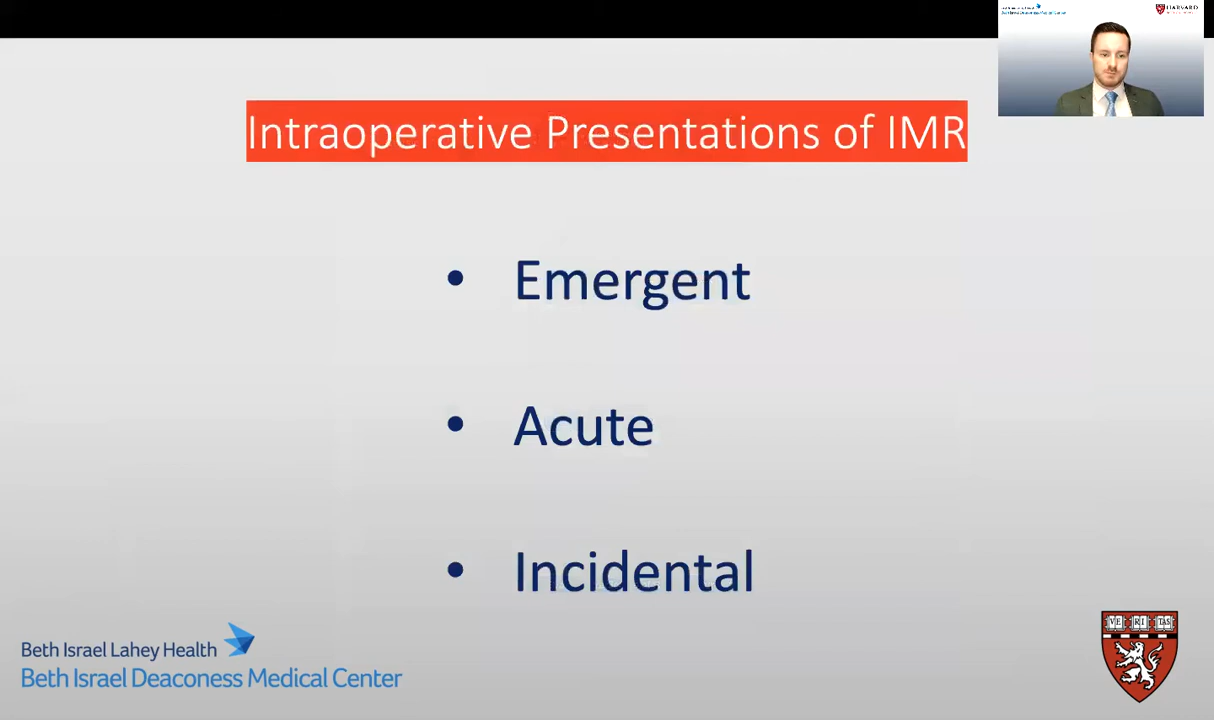 HARVARD
Intraoperative Presentations of IMR
• Emergent
• Acute
• Incidental
Beth Israel Lahey Health
Beth Israel Deaconess Medical Center
VE RI TAS